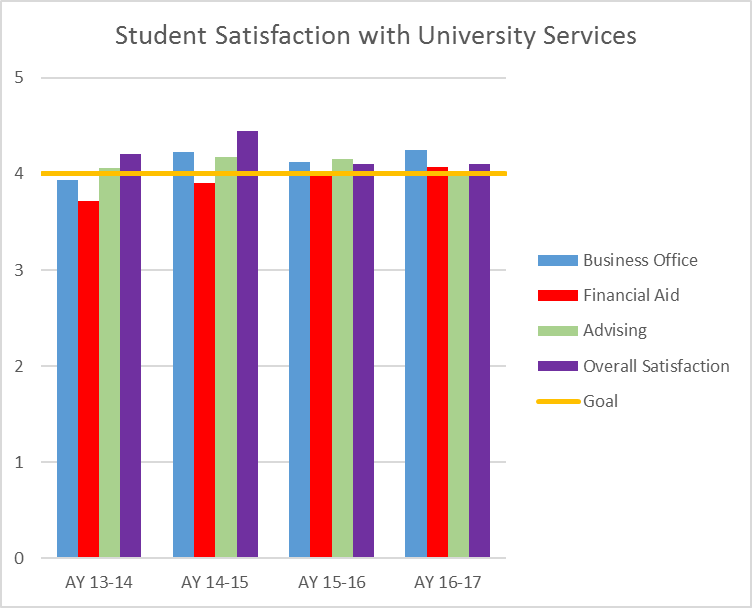 Student Satisfaction with University Services
5
4
3
2
1
0
AY 13-14 AY 14-15 AY 15-16 AY 16-17
Business Office
Financial Aid
Advising
Overall Satisfaction
Goal